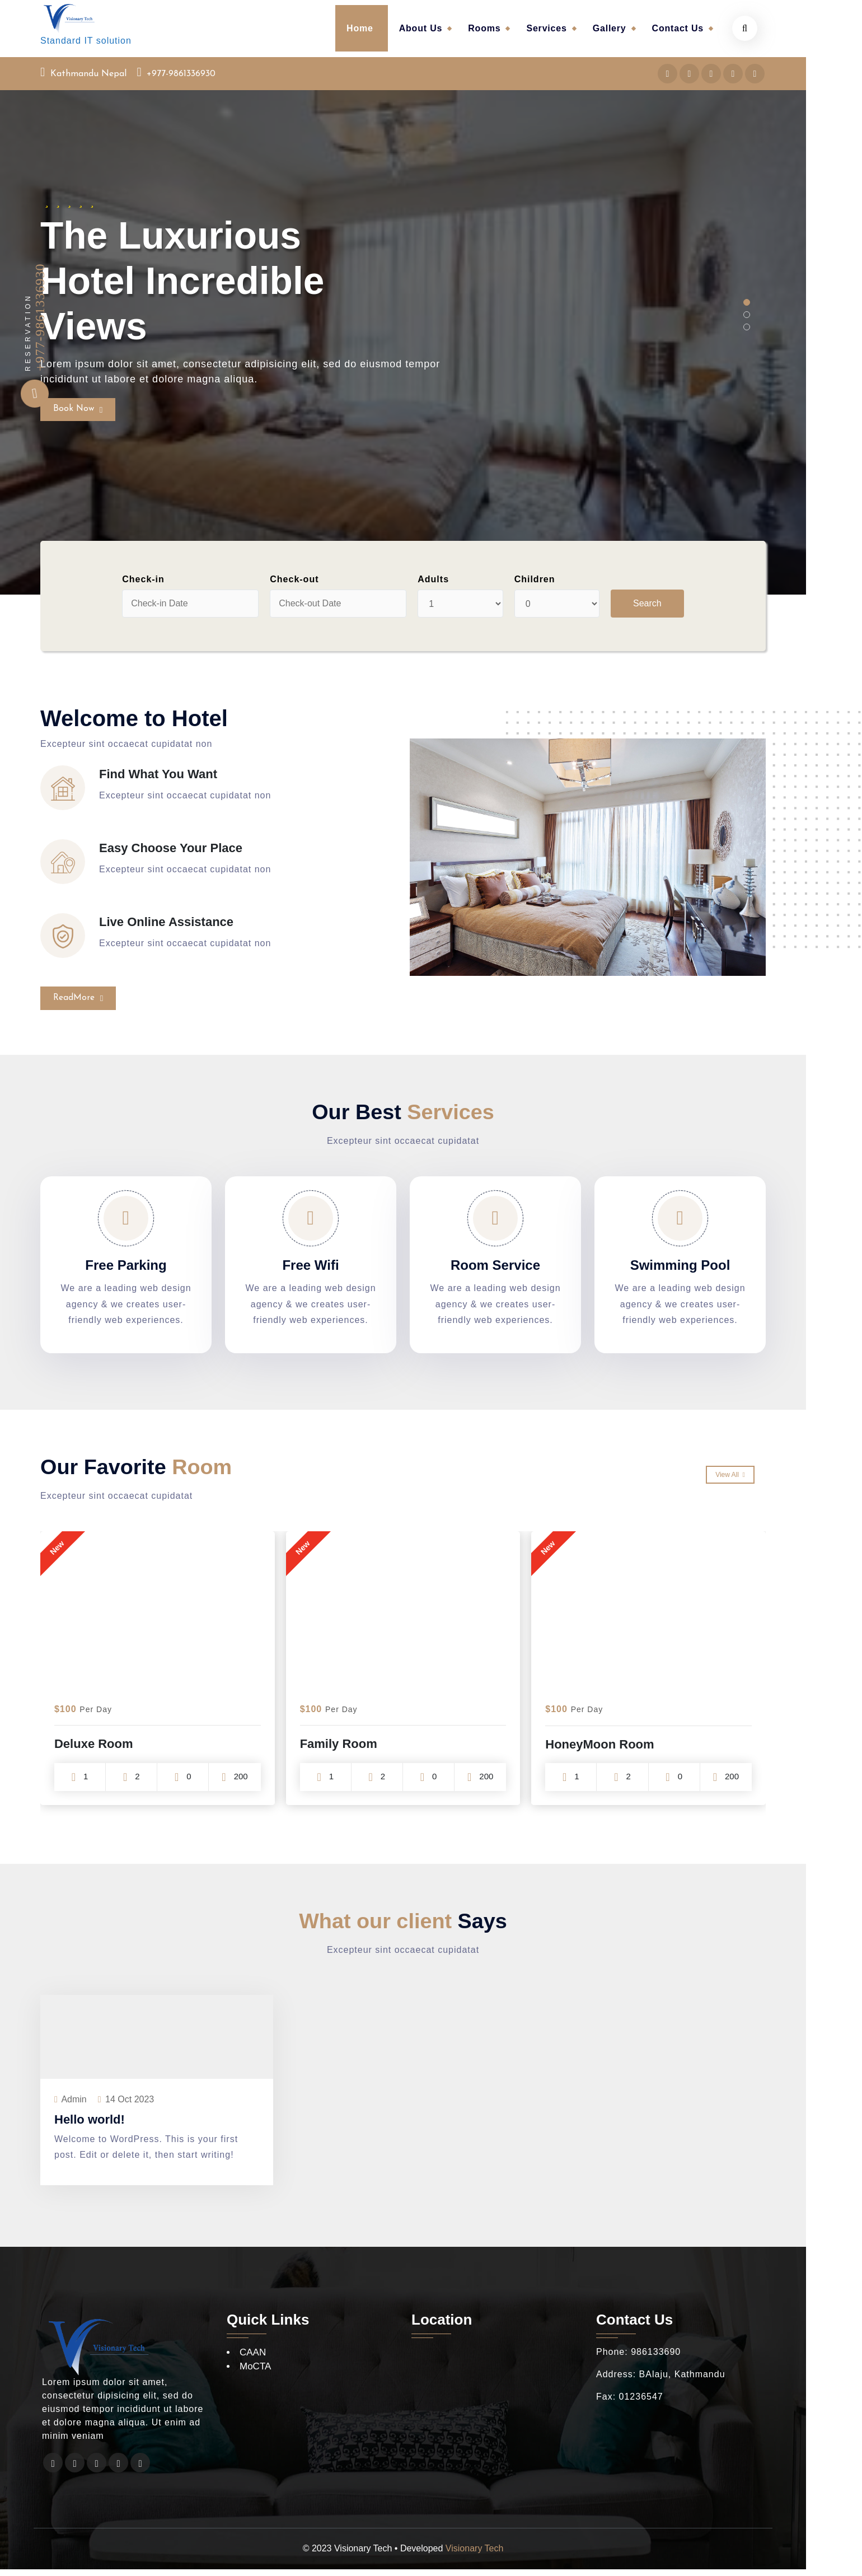 Visionary Tech
Standard IT solution
Home
About Us
Rooms
Services
Gallery
Contact Us
Kathmandu Nepal
+977-9861336930
The Luxurious
Hotel Incredible
Views
RESERVATION
+977-9861336930
Lorem ipsum dolor sit amet, consectetur adipisicing elit, sed do eiusmod tempor
incididunt ut labore et dolore magna aliqua.
Book Now
Check-in
Check-out
Adults
Children
Check-in Date
Check-out Date
1
0
Search
Welcome to Hotel
Excepteur sint occaecat cupidatat non
Find What You Want
Excepteur sint occaecat cupidatat non
Easy Choose Your Place
Excepteur sint occaecat cupidatat non
Live Online Assistance
Excepteur sint occaecat cupidatat non
ReadMore
Our Best Services
Excepteur sint occaecat cupidatat
Free Parking
We are a leading web design
agency & we creates user-
friendly web experiences.
Free Wifi
We are a leading web design
agency & we creates user-
friendly web experiences.
Room Service
We are a leading web design
agency & we creates user-
friendly web experiences.
Swimming Pool
We are a leading web design
agency & we creates user-
friendly web experiences.
Our Favorite Room
Excepteur sint occaecat cupidatat
View All
New
$100 Per Day
Deluxe Room
1 2 0 200
New
$100 Per Day
Family Room
1 2 0 200
New
$100 Per Day
HoneyMoon Room
1 2 0 200
What our client Says
Excepteur sint occaecat cupidatat
Admin 14 Oct 2023
Hello world!
Welcome to WordPress. This is your first
post. Edit or delete it, then start writing!
Visionary Tech
Lorem ipsum dolor sit amet,
consectetur dipisicing elit, sed do
eiusmod tempor incididunt ut labore
et dolore magna aliqua. Ut enim ad
minim veniam
Quick Links
• CAAN
• MoCTA
Location
Contact Us
Phone: 986133690
Address: BAlaju, Kathmandu
Fax: 01236547
© 2023 Visionary Tech • Developed Visionary Tech